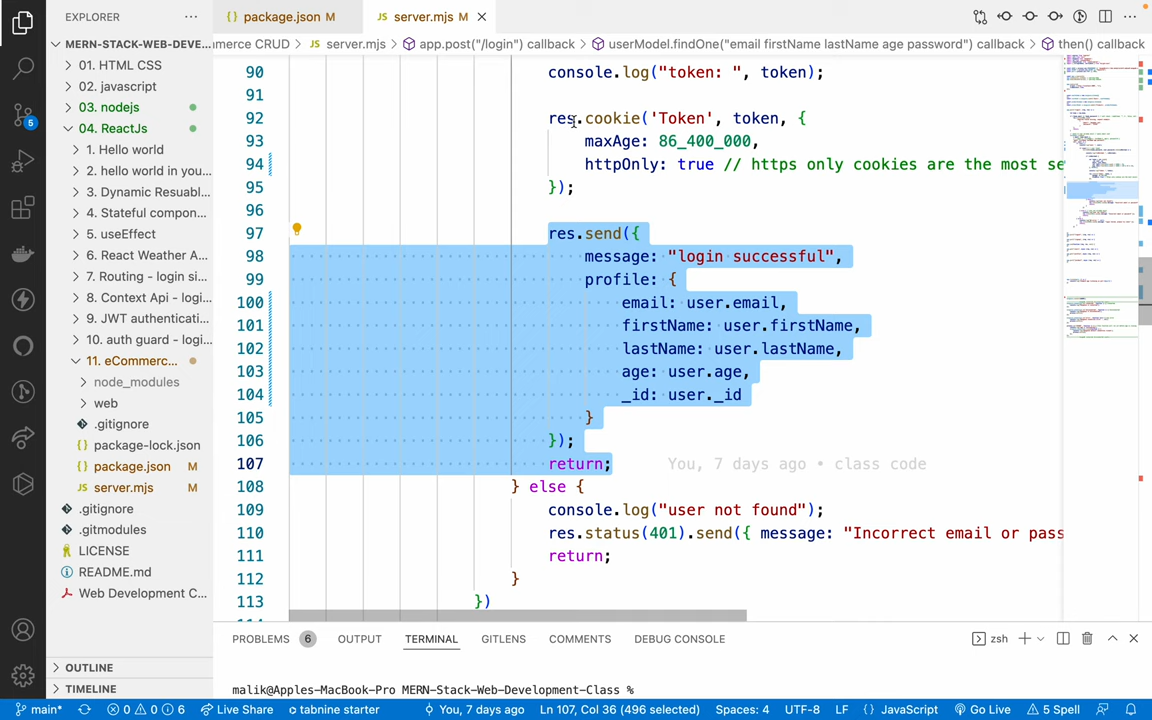 EXPLORER
package.json M
server.mjs M
MERN-STACK-WEB-DEVE...
mmerce CRUD > server.mjs > app.post("/login") callback > userModel.findOne("email firstName lastName age password") callback > then() callback
01. HTML CSS
02. javascript
03. nodejs
04. ReactJs
1. Hello world
2. hello world in you...
3. Dynamic Resuabl...
4. Stateful compon...
5. useEffect
6. React Weather A...
7. Routing - login si...
8. Context Api - logi...
9. JWT authenticati...
10. auth guard - logi...
11. eCommerc...
node_modules
web
.gitignore
package-lock.json
package.json M
server.mjs M
.gitignore
.gitmodules
LICENSE
README.md
Web Development C...
OUTLINE
TIMELINE
5
90 console.log("token: ", token);
91
92 res.cookie('Token', token, {
93 maxAge: 86_400_000,
94 httpOnly: true // https only cookies are the most se
95 });
96
97 res.send({
98 message: "login successful",
99 profile: {
100 email: user.email,
101 firstName: user.firstName,
102 lastName: user.lastName,
103 age: user.age,
104 _id: user._id
105 }
106 });
107 return; You, 7 days ago • class code
108 } else {
109 console.log("user not found");
110 res.status(401).send({ message: "Incorrect email or pass
111 return;
112 }
113 })
PROBLEMS 6 OUTPUT TERMINAL GITLENS COMMENTS DEBUG CONSOLE zsh
malik@Apples-MacBook-Pro MERN-Stack-Web-Development-Class %
main* 0 0 6 Live Share tabnine starter You, 7 days ago Ln 107, Col 36 (496 selected) Spaces: 4 UTF-8 LF {} JavaScript Go Live 5 Spell